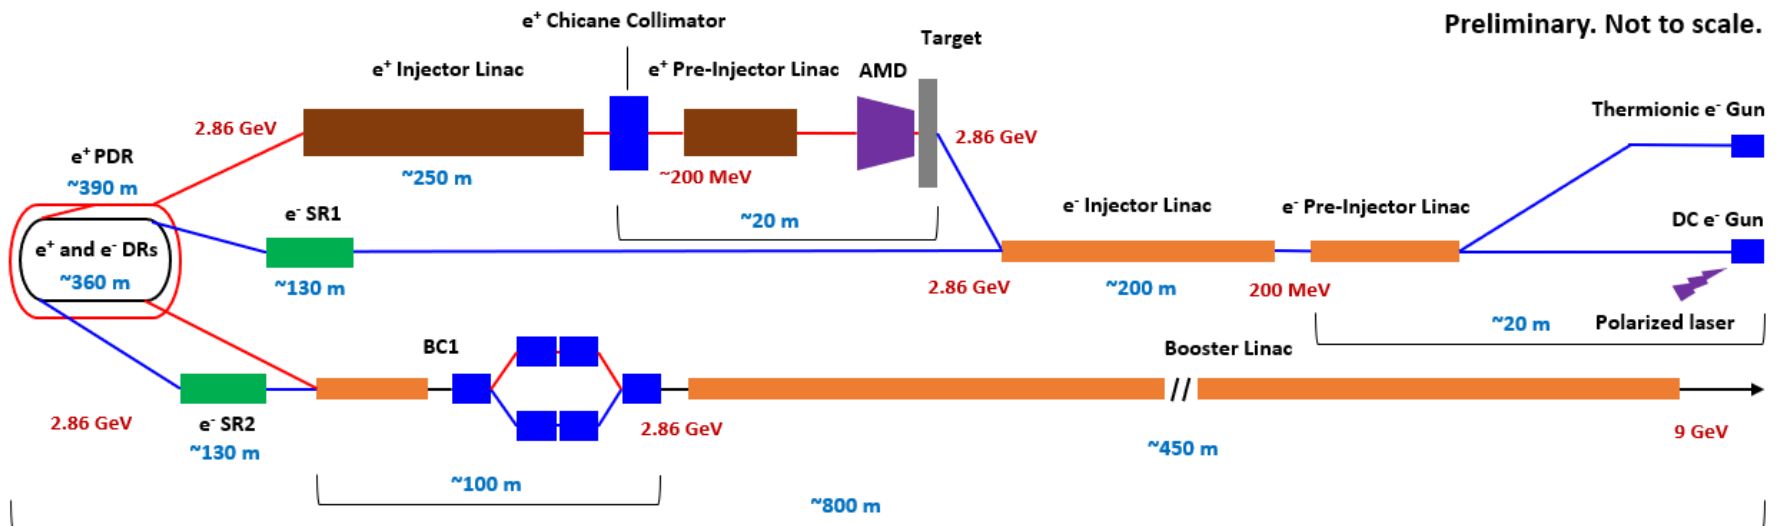 Preliminary. Not to scale.
e⁺ Chicane Collimator
Target
e⁺ Injector Linac
e⁺ Pre-Injector Linac
AMD
Thermionic e⁻ Gun
2.86 GeV
2.86 GeV
e⁺ PDR
~390 m
~250 m
~200 MeV
e⁻ SR1
~20 m
e⁻ Injector Linac
e⁻ Pre-Injector Linac
DC e⁻ Gun
e⁺ and e⁻ DRs
~360 m
~130 m
2.86 GeV
~200 m
200 MeV
~20 m
Polarized laser
BC1
Booster Linac
2.86 GeV
e⁻ SR2
~130 m
2.86 GeV
~450 m
9 GeV
~100 m
//
~800 m